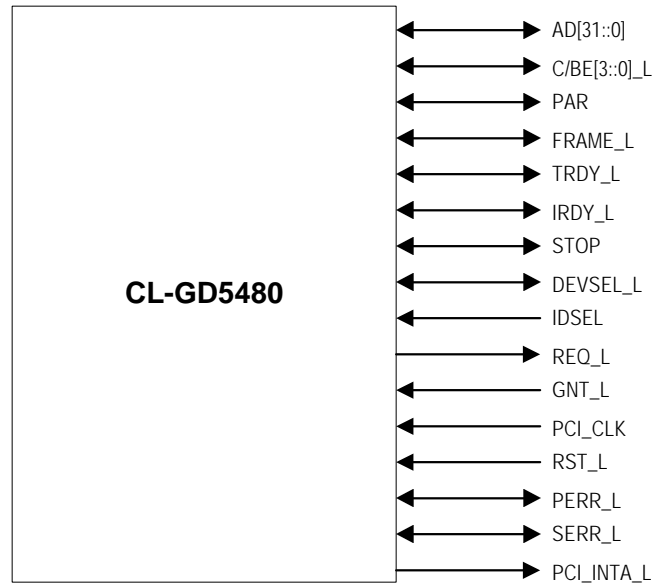 AD[31::0]
C/BE[3::0]_L
PAR
FRAME_L
TRDY_L
IRDY_L
STOP
CL-GD5480
DEVSEL_L
IDSEL
REQ_L
GNT_L
PCI_CLK
RST_L
PERR_L
SERR_L
PCI_INTA_L